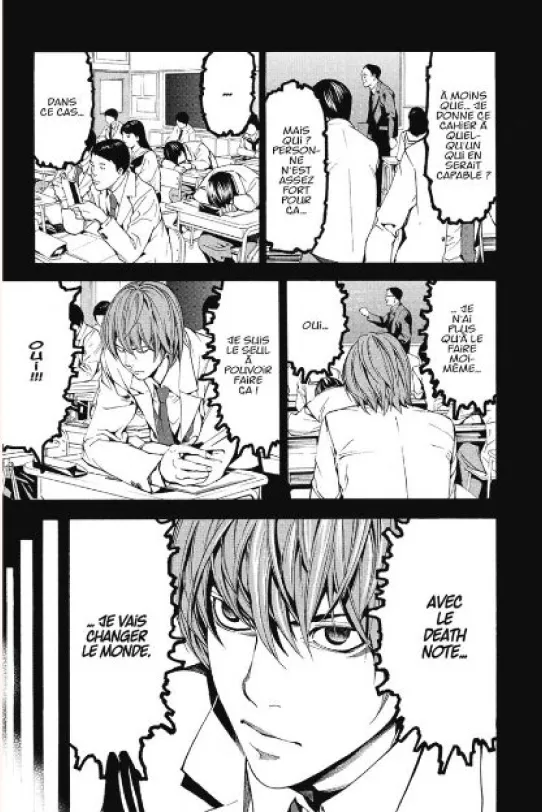 À MOINS
QUE... JE
DONNE CE
CAHIER À
QUEL-
QU'UN
QUI EN
SERAIT
CAPABLE ?
MAIS
QUI ?
PERSON-
NE N'EST
ASSEZ
FORT
POUR
ÇA...
...
DANS
CE CAS...
... JE
N'AI
PLUS
QU'À LE
FAIRE
MOI-
MÊME...
OUI...
JE SUIS
LE SEUL
À
POUVOIR
FAIRE
ÇA !
OUI !!!
AVEC
LE
DEATH
NOTE...
... JE VAIS
CHANGER
LE MONDE.